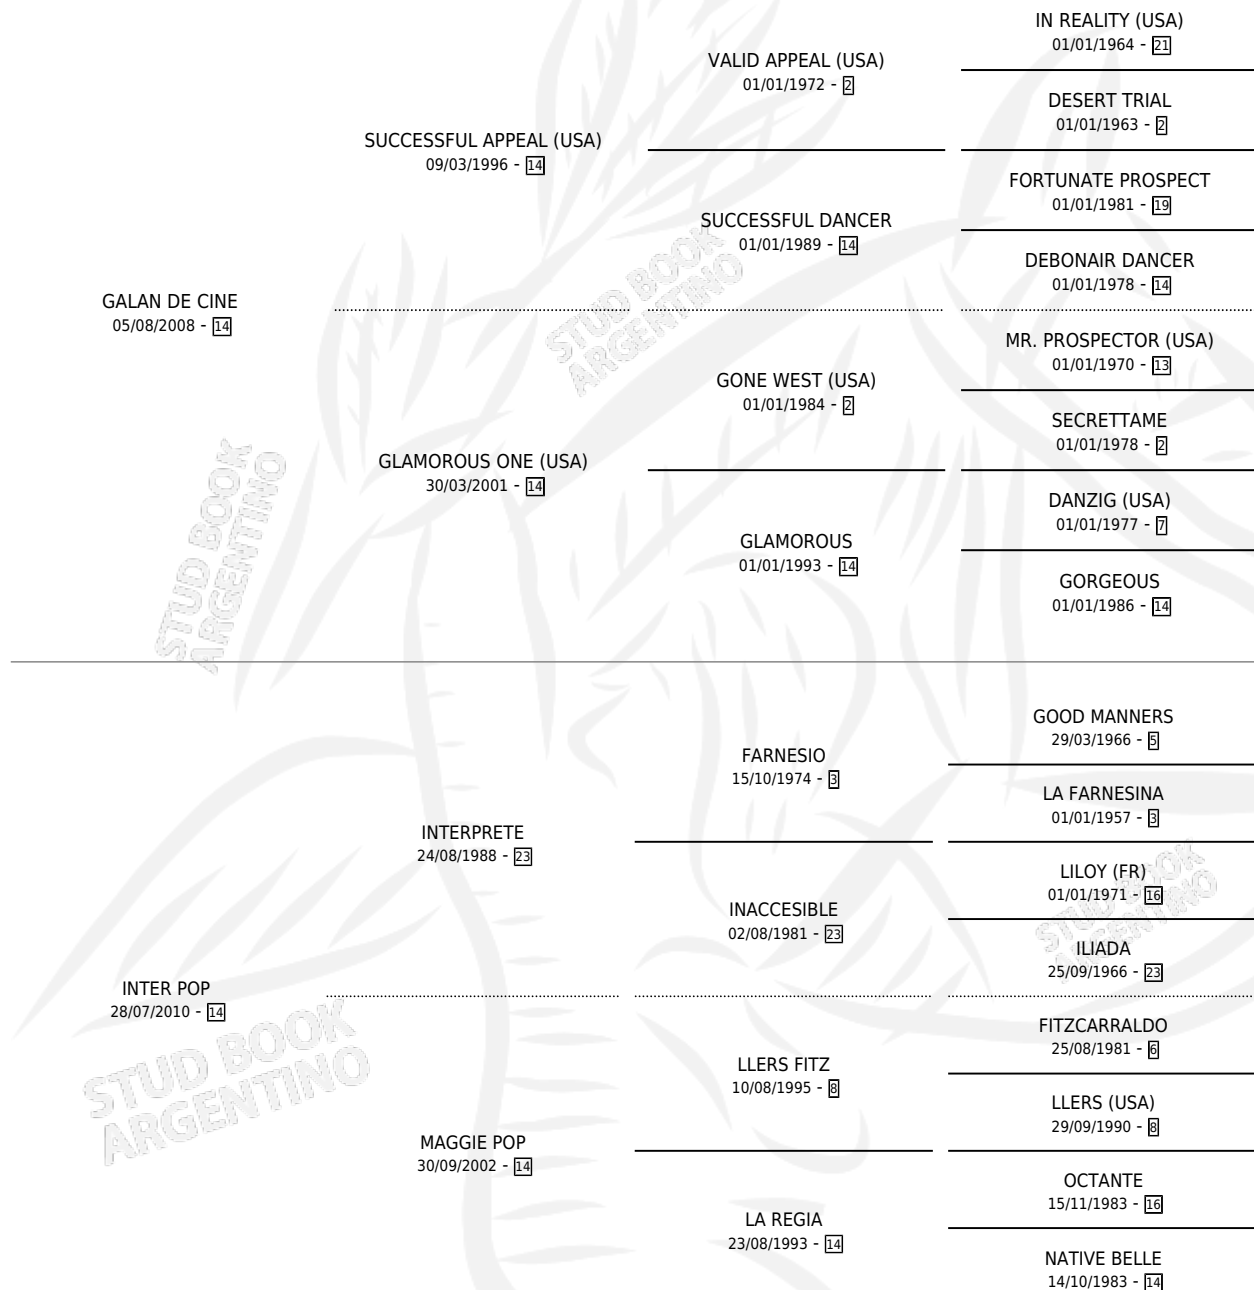 IN REALITY (USA)
01/01/1964 - 21
VALID APPEAL (USA)
01/01/1972 - 2
DESERT TRIAL
01/01/1963 - 2
SUCCESSFUL APPEAL (USA)
09/03/1996 - 14
FORTUNATE PROSPECT
01/01/1981 - 19
SUCCESSFUL DANCER
01/01/1989 - 14
DEBONAIR DANCER
01/01/1978 - 14
GALAN DE CINE
05/08/2008 - 14
STUD BOOK
ARGENTINO
MR. PROSPECTOR (USA)
01/01/1970 - 13
GONE WEST (USA)
01/01/1984 - 2
SECRETTAME
01/01/1978 - 2
GLAMOROUS ONE (USA)
30/03/2001 - 14
DANZIG (USA)
01/01/1977 - 7
GLAMOROUS
01/01/1993 - 14
GORGEOUS
01/01/1986 - 14
STUD BOOK
ARGENTINO
GOOD MANNERS
29/03/1966 - 5
FARNESIO
15/10/1974 - 3
LA FARNESINA
01/01/1957 - 3
INTERPRETE
24/08/1988 - 23
LILOY (FR)
01/01/1971 - 16
INACCESIBLE
02/08/1981 - 23
ILIADA
25/09/1966 - 23
STUD BOOK
ARGENTINO
INTER POP
28/07/2010 - 14
FITZCARRALDO
25/08/1981 - 6
LLERS FITZ
10/08/1995 - 8
LLERS (USA)
29/09/1990 - 8
STUD BOOK
ARGENTINO
MAGGIE POP
30/09/2002 - 14
OCTANTE
15/11/1983 - 16
LA REGIA
23/08/1993 - 14
NATIVE BELLE
14/10/1983 - 14